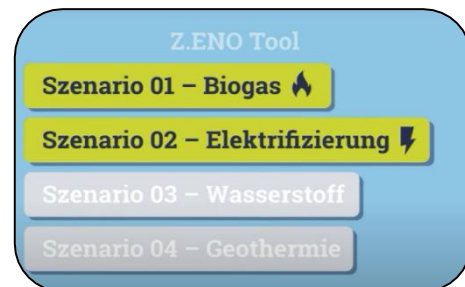 Z.ENO Tool
Szenario 01 – Biogas
Szenario 02 – Elektrifizierung
Szenario 03 – Wasserstoff
Szenario 04 – Geothermie